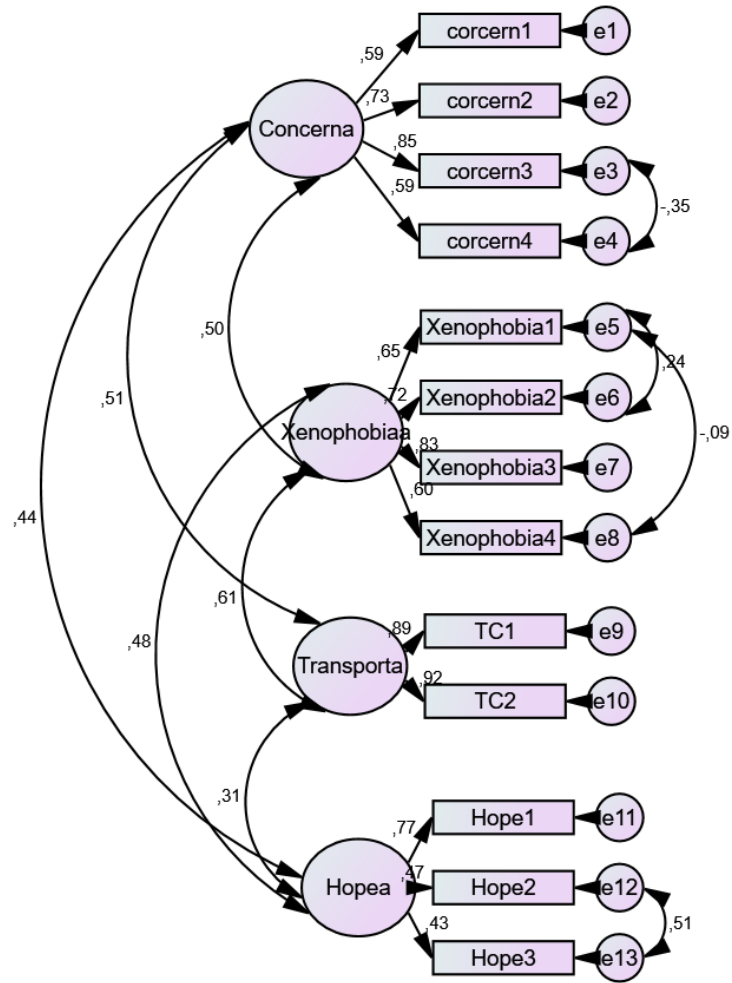 corcern1
e1
,59
corcern2
e2
,73
Concerna
corcern3
e3
,85
,59
-,35
corcern4
e4
Xenophobia1
e5
,50
,65
,24
Xenophobia2
e6
,72
,51
-,09
Xenophobiaa
,83
Xenophobia3
e7
,60
,44
Xenophobia4
e8
,61
TC1
e9
,89
,48
Transporta
,92
TC2
e10
,31
Hope1
e11
,77
,47
Hopea
Hope2
e12
,43
,51
Hope3
e13